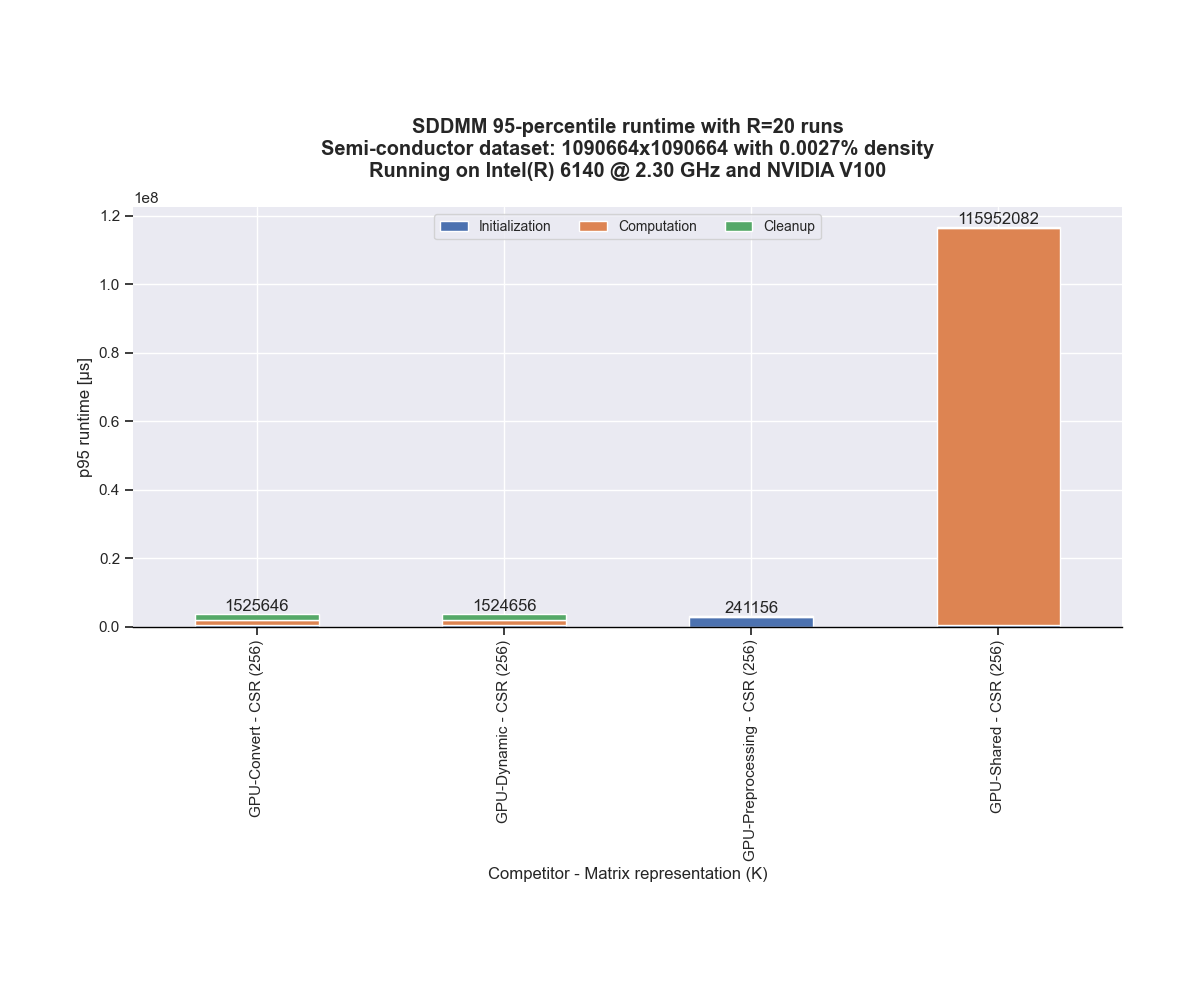 SDDMM 95-percentile runtime with R=20 runs
Semi-conductor dataset: 1090664x1090664 with 0.0027% density
Running on Intel(R) 6140 @ 2.30 GHz and NVIDIA V100
1e8
1.2
1.0
0.8
0.6
0.4
0.2
0.0
p95 runtime [μs]
Initialization
Computation
Cleanup
1525646
1524656
241156
115952082
GPU-Convert - CSR (256)
GPU-Dynamic - CSR (256)
GPU-Preprocessing - CSR (256)
GPU-Shared - CSR (256)
Competitor - Matrix representation (K)